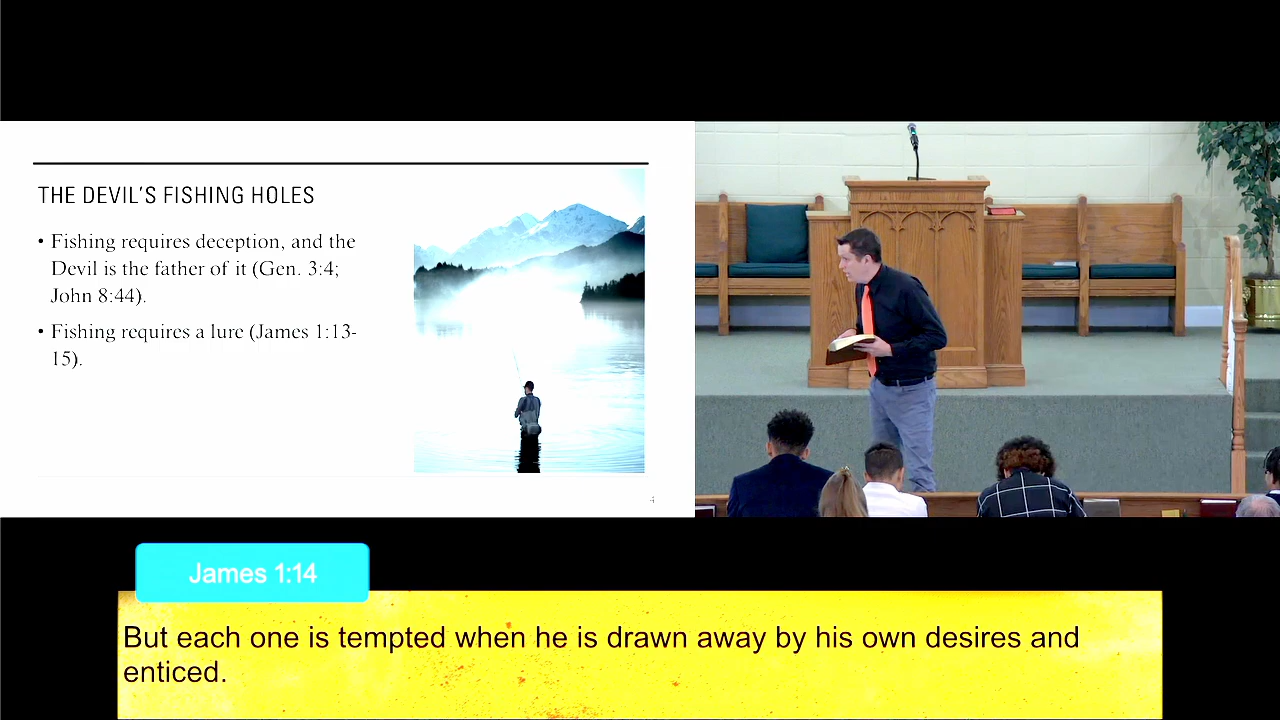 THE DEVIL'S FISHING HOLES
• Fishing requires deception, and the
Devil is the father of it (Gen. 3:4;
John 8:44).
• Fishing requires a lure (James 1:13-
15).
4
James 1:14
But each one is tempted when he is drawn away by his own desires and
enticed.